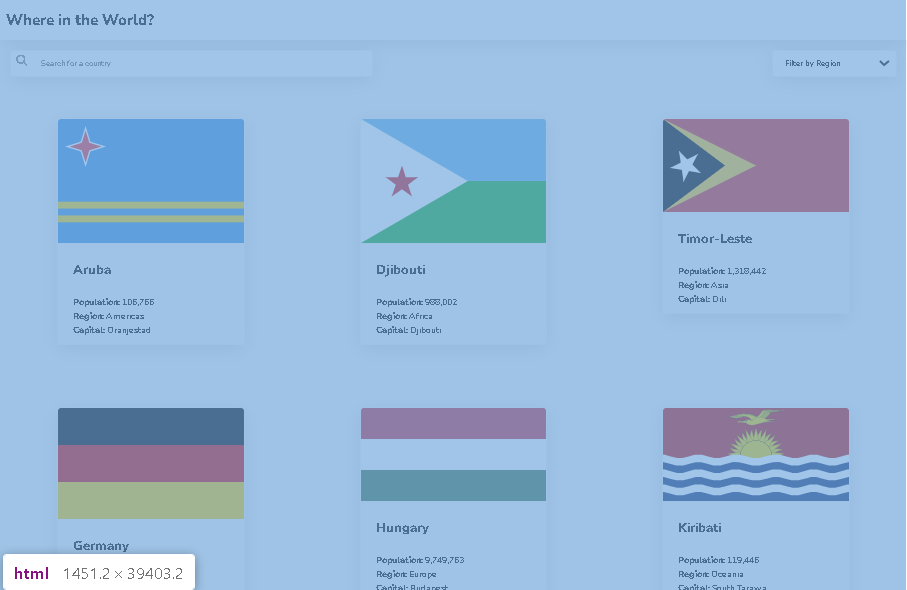 Where in the World?
Search for a country
Filter by Region
Aruba
Population: 106,766
Region: Americas
Capital: Oranjestad
Djibouti
Population: 988,002
Region: Africa
Capital: Djibouti
Timor-Leste
Population: 1,318,442
Region: Asia
Capital: Dili
Germany
Hungary
Population: 9,749,763
Region: Europe
Capital: Budapest
Kiribati
Population: 119,446
Region: Oceania
Capital: South Tarawa
html 1451.2 × 39403.2